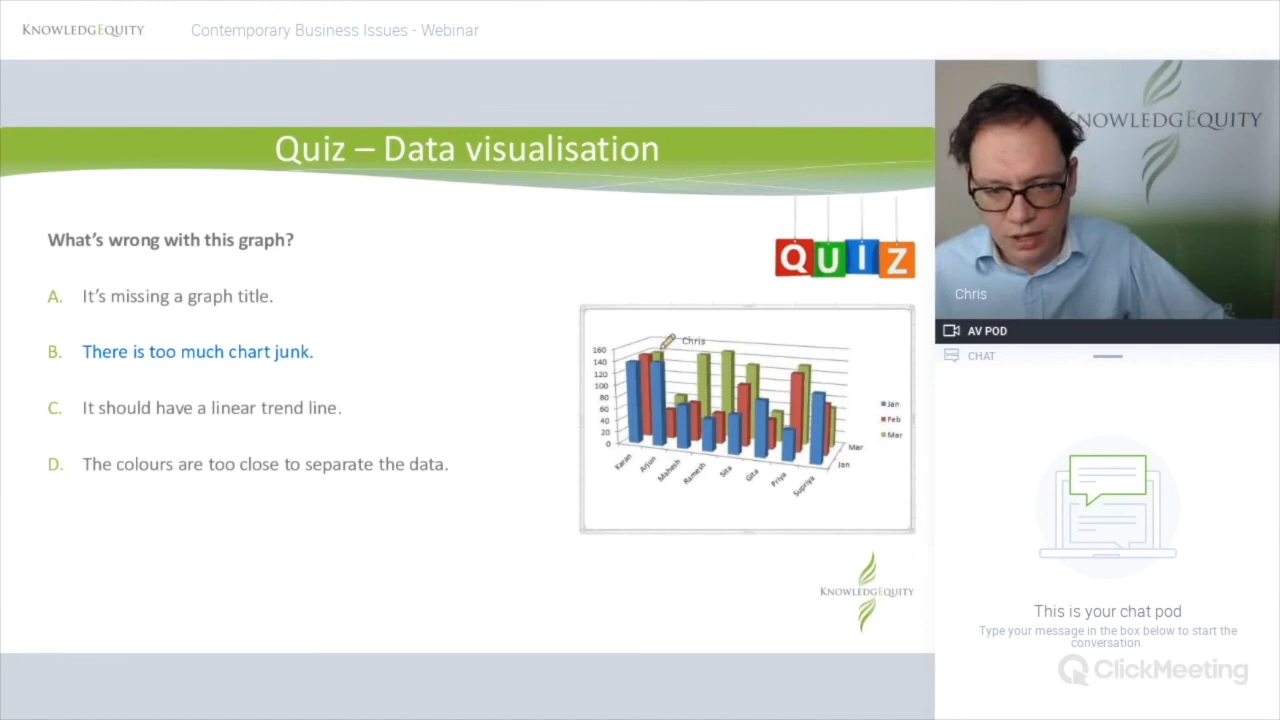 KNOWLEDGEQUITY
Contemporary Business Issues - Webinar
Quiz – Data visualisation
What's wrong with this graph?
A. It's missing a graph title.
B. There is too much chart junk.
C. It should have a linear trend line.
D. The colours are too close to separate the data.
QUIZ
Chris
160
140
120
100
80
60
40
20
0
Karan
Arjun
Mahesh
Ramesh
Sita
Gita
Priya
Supriya
Mar
Jan
Jan
Feb
Mar
KNOWLEDGEQUITY
KNOWLEDGEQUITY
Chris
AV POD
CHAT
This is your chat pod
Type your message in the box below to start the
conversation.
ClickMeeting